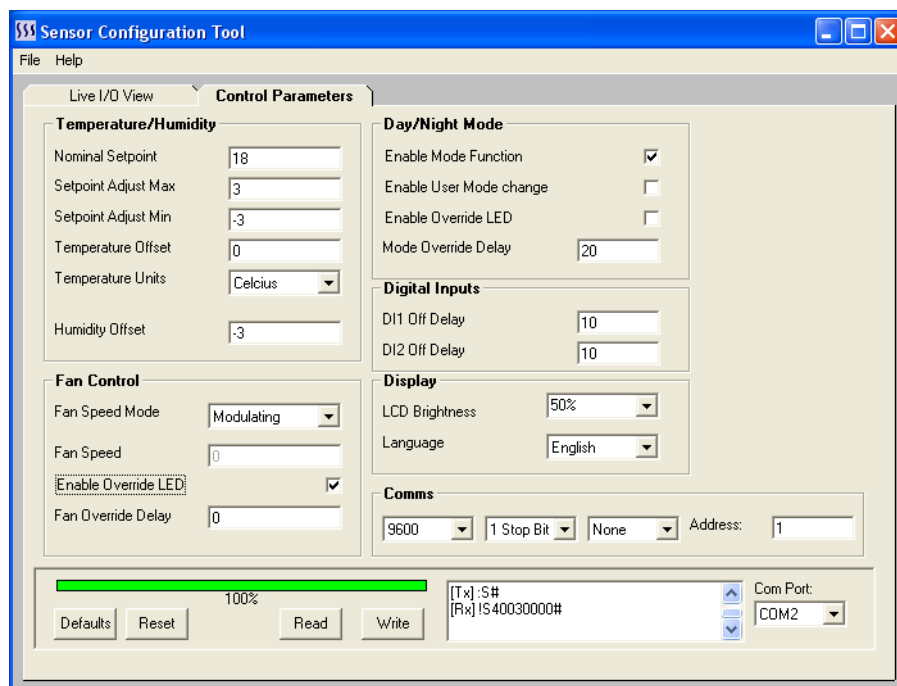 SSS Sensor Configuration Tool
File Help
Live I/O View Control Parameters
Temperature/Humidity
Nominal Setpoint 18
Setpoint Adjust Max 3
Setpoint Adjust Min -3
Temperature Offset 0
Temperature Units Celcius
Humidity Offset -3
Fan Control
Fan Speed Mode Modulating
Fan Speed 0
Enable Override LED
Fan Override Delay 0
Day/Night Mode
Enable Mode Function
Enable User Mode change
Enable Override LED
Mode Override Delay 20
Digital Inputs
DI1 Off Delay 10
DI2 Off Delay 10
Display
LCD Brightness 50%
Language English
Comms
9600 1 Stop Bit None Address: 1
100%
Defaults Reset Read Write
[Tx] :S#
[Rx] !S40030000#
Com Port:
COM2